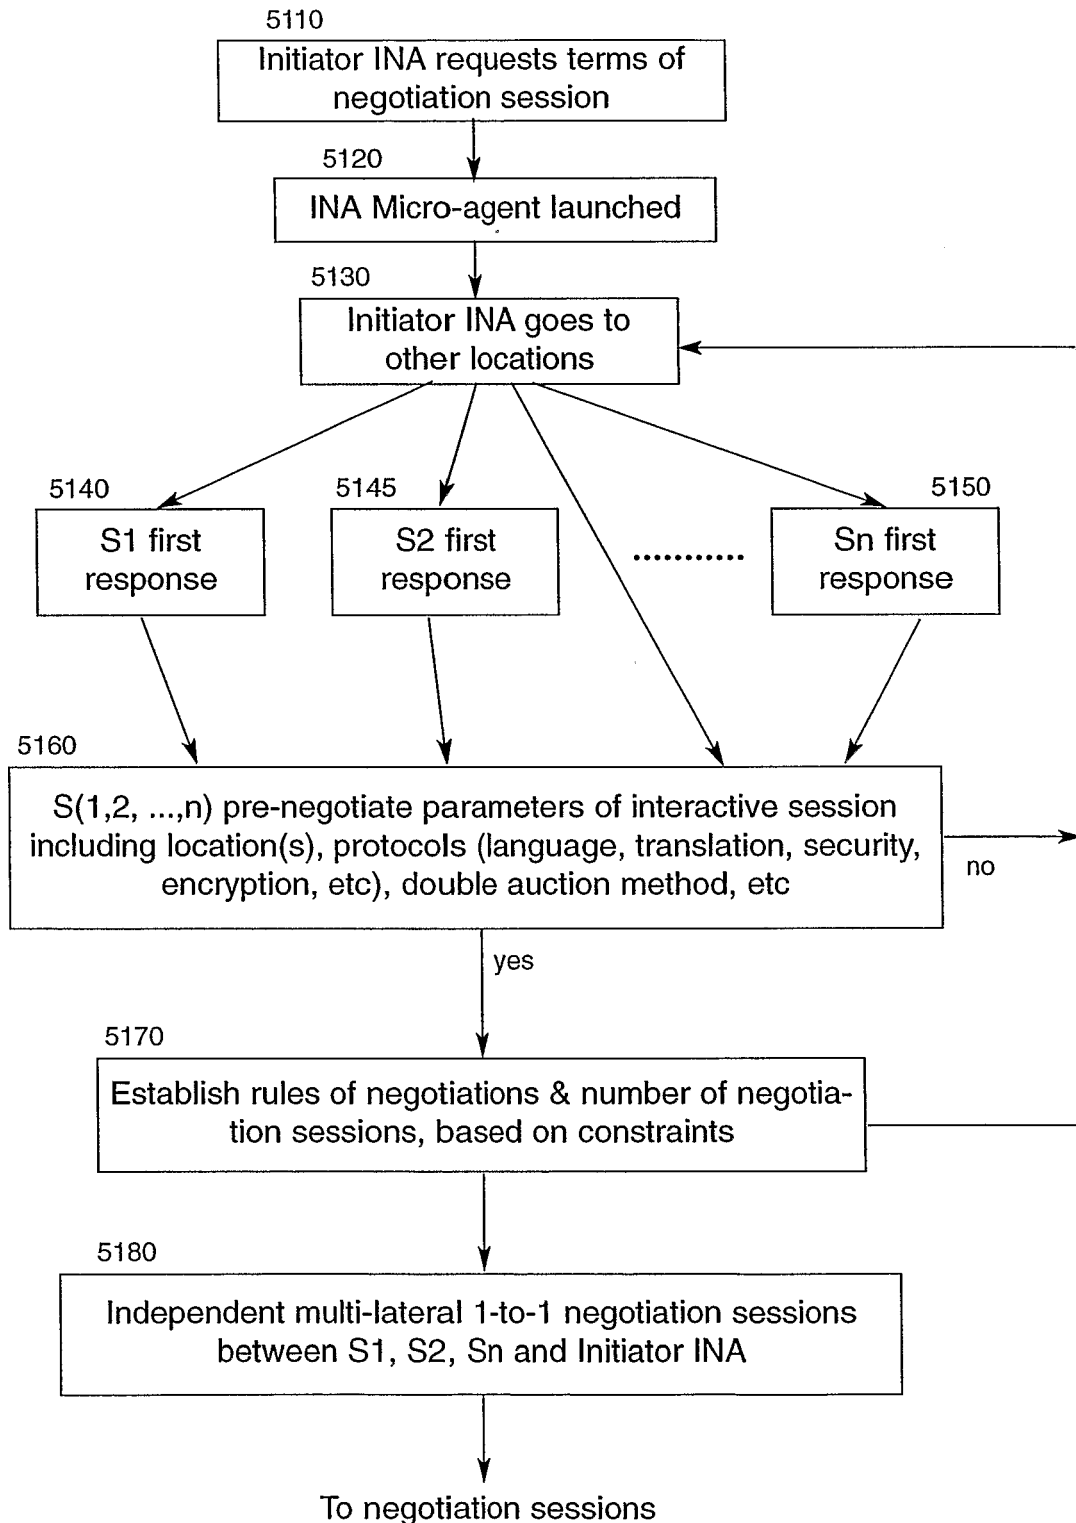 5110
Initiator INA requests terms of
negotiation session
5120
INA Micro-agent launched
5130
Initiator INA goes to
other locations
5140
S1 first
response
5145
S2 first
response
............
5150
Sn first
response
5160
S(1,2, ...,n) pre-negotiate parameters of interactive session
including location(s), protocols (language, translation, security,
encryption, etc), double auction method, etc
no
yes
5170
Establish rules of negotiations & number of negotia-
tion sessions, based on constraints
5180
Independent multi-lateral 1-to-1 negotiation sessions
between S1, S2, Sn and Initiator INA
To negotiation sessions